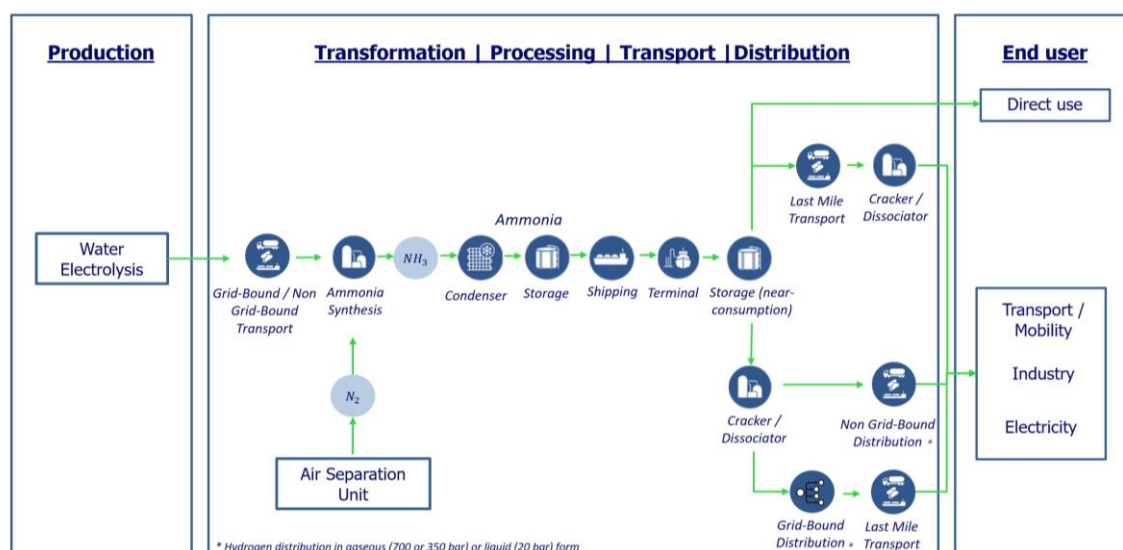 Production
Transformation | Processing | Transport |Distribution
End user
Direct use
Last Mile
Transport
Cracker /
Dissociator
Ammonia
Water
Electrolysis
NH₃
Grid-Bound / Non
Grid-Bound
Transport
Ammonia
Synthesis
Condenser
Storage
Shipping
Terminal
Storage (near-
consumption)
Transport /
Mobility
Industry
Electricity
N₂
Cracker /
Dissociator
Non Grid-Bound
Distribution *
Air Separation
Unit
Grid-Bound
Distribution *
Last Mile
Transport
* Hydrogen distribution in gaseous (700 or 350 bar) or liquid (20 bar) form